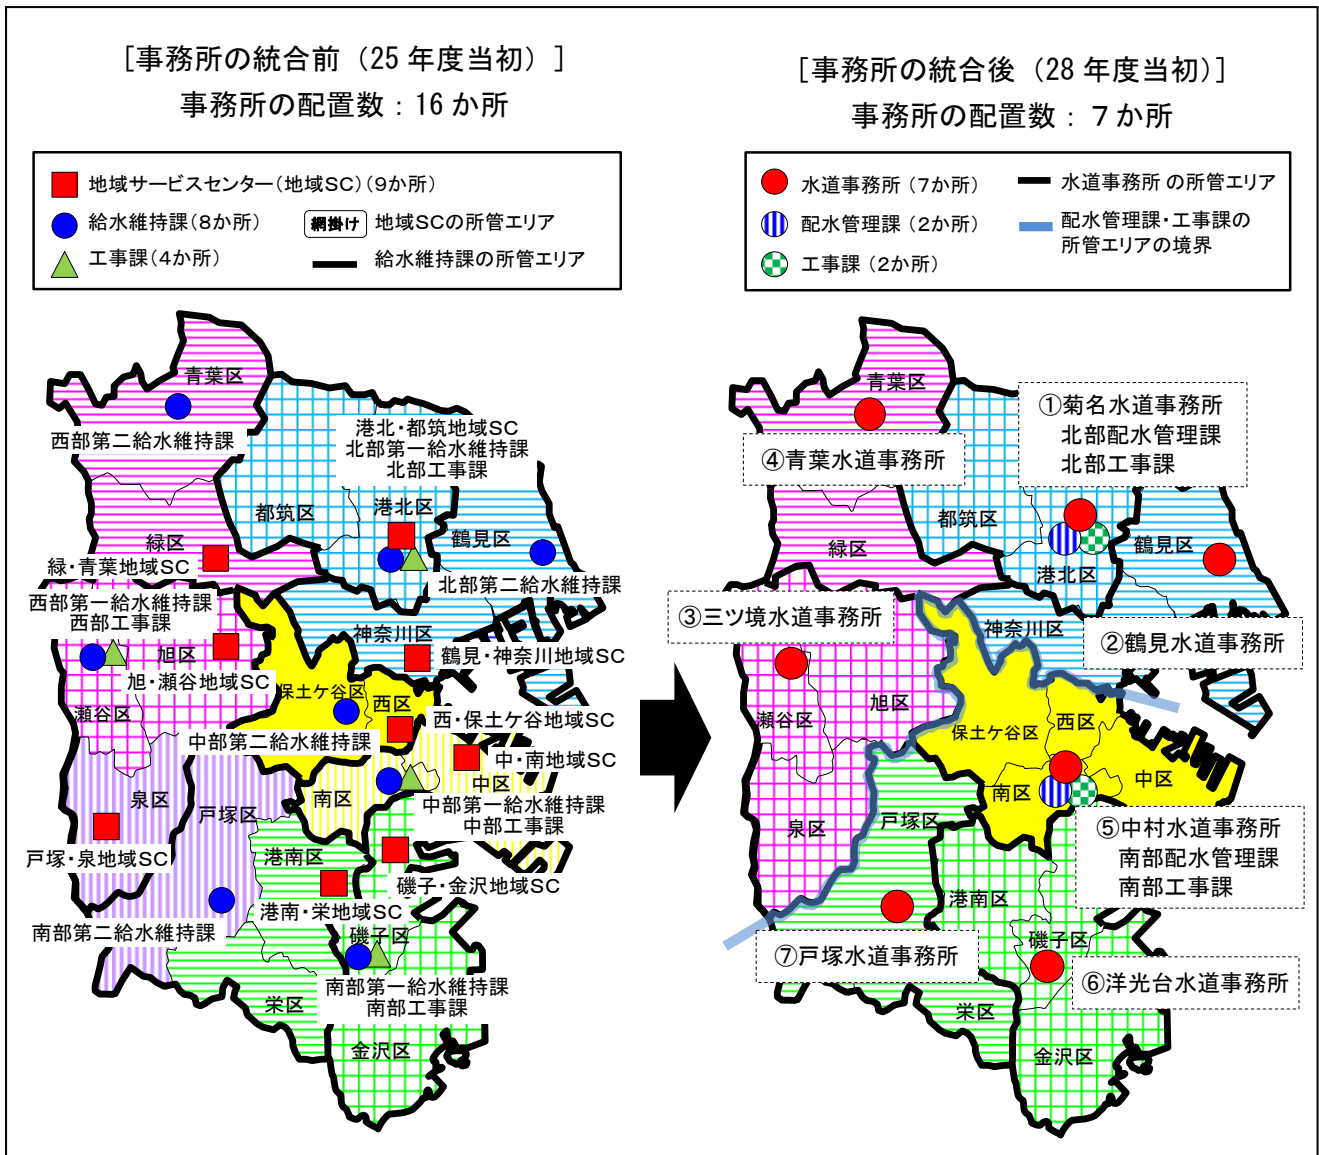 [事務所の統合前（25年度当初）]
事務所の配置数：16か所
地域サービスセンター(地域SC)(9か所)
給水維持課(8か所)
網掛け 地域SCの所管エリア
工事課(4か所)
給水維持課の所管エリア
青葉区
西部第二給水維持課
港北・都筑地域SC
北部第一給水維持課
北部工事課
都筑区
港北区
鶴見区
緑区
緑・青葉地域SC
北部第二給水維持課
西部第一給水維持課
西部工事課
神奈川区
旭区
鶴見・神奈川地域SC
旭・瀬谷地域SC
保土ケ谷区
西区
瀬谷区
西・保土ケ谷地域SC
中部第二給水維持課
中・南地域SC
泉区
戸塚区
南区
中区
中部第一給水維持課
中部工事課
戸塚・泉地域SC
港南区
磯子・金沢地域SC
港南・栄地域SC
南部第二給水維持課
磯子区
南部第一給水維持課
南部工事課
栄区
金沢区
[事務所の統合後（28年度当初)]
事務所の配置数：７か所
水道事務所（7か所）
水道事務所の所管エリア
配水管理課（2か所）
配水管理課・工事課の
所管エリアの境界
工事課（2か所）
青葉区
①菊名水道事務所
北部配水管理課
北部工事課
④青葉水道事務所
都筑区
鶴見区
緑区
港北区
③三ツ境水道事務所
神奈川区
②鶴見水道事務所
瀬谷区
旭区
保土ケ谷区
西区
中区
南区
泉区
戸塚区
⑤中村水道事務所
南部配水管理課
南部工事課
港南区
磯子区
⑦戸塚水道事務所
⑥洋光台水道事務所
栄区
金沢区